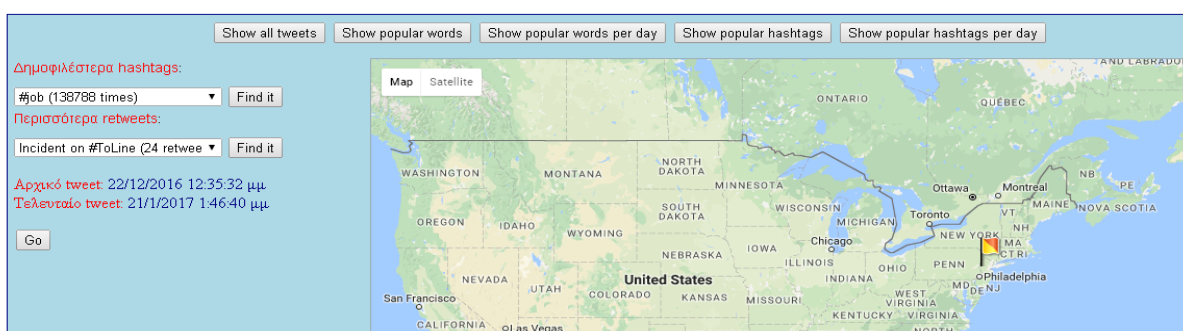 Show all tweets Show popular words Show popular words per day Show popular hashtags Show popular hashtags per day
Δημοφιλέστερα hashtags:
#job (138788 times) Find it
Περισσότερα retweets:
Incident on #ToLine (24 retwee Find it
Αρχικό tweet: 22/12/2016 12:35:32 μμ
Τελευταίο tweet: 21/1/2017 1:46:40 μμ
Go
Map Satellite
AND LABRADO
ONTARIO
QUÉBEC
WASHINGTON
MONTANA
NORTH
DAKOTA
MINNESOTA
Ottawa
Montreal
NB
PE
OREGON
IDAHO
WYOMING
SOUTH
DAKOTA
WISCONSIN
MICHIGAN
Toronto
VT
MAINE
NOVA SCOTIA
NH
NEW YORK
MA
CT RI
NEBRASKA
IOWA
Chicago
ILLINOIS
INDIANA
OHIO
PENN
Philadelphia
MD
DE
NJ
NEVADA
UTAH
COLORADO
United States
KANSAS
MISSOURI
WEST
VIRGINIA
KENTUCKY
VIRGINIA
San Francisco
CALIFORNIA
Las Vegas
NORTH